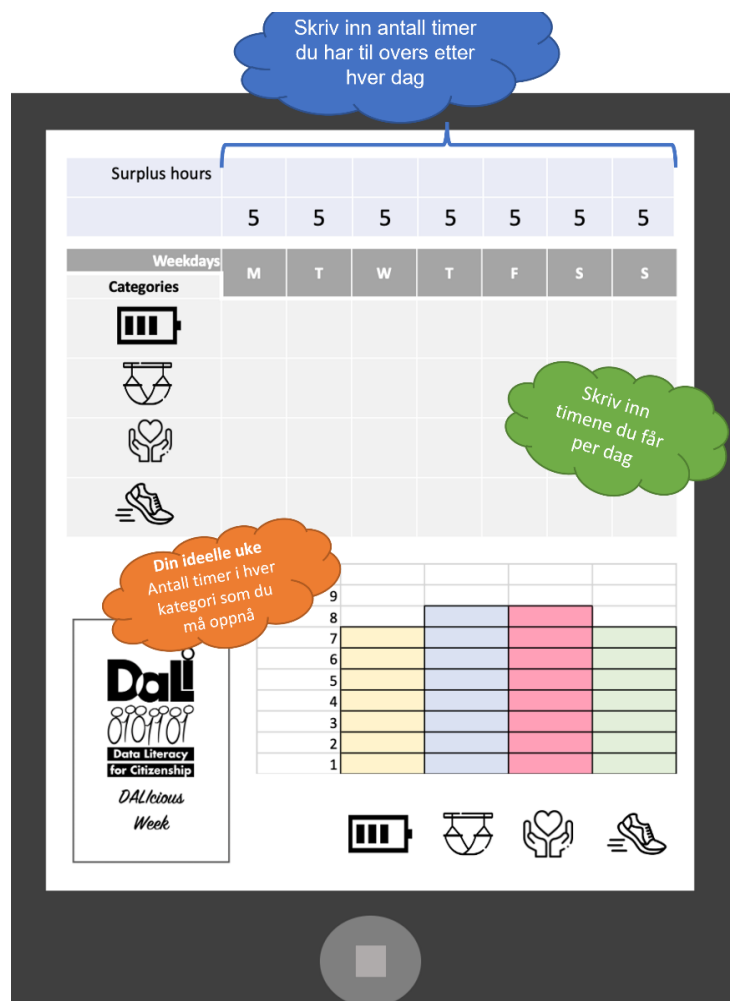 Skriv inn antall timer
du har til overs etter
hver dag
Surplus hours
5 5 5 5 5 5 5
Weekdays
M T W T F S S
Categories
Skriv inn
timene du får
per dag
Din ideelle uke
Antall timer i hver
kategori som du
må oppnå
9
8
7
6
5
4
3
2
1
DaLi
Data Literacy
for Citizenship
DALIcious
Week